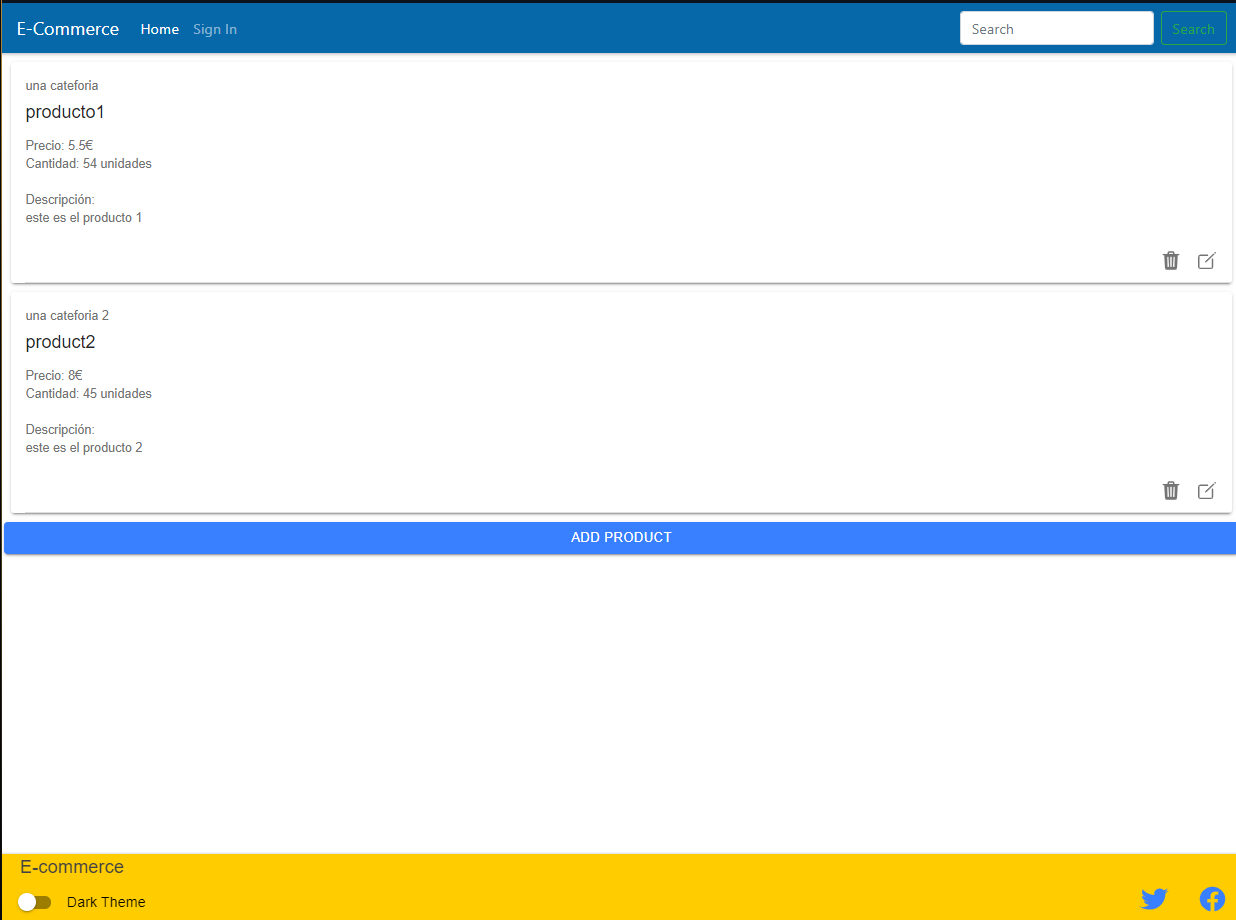 E-Commerce Home Sign In Search Search
una cateforia
producto1
Precio: 5.5€
Cantidad: 54 unidades
Descripción:
este es el producto 1
una cateforia 2
product2
Precio: 8€
Cantidad: 45 unidades
Descripción:
este es el producto 2
ADD PRODUCT
E-commerce
Dark Theme